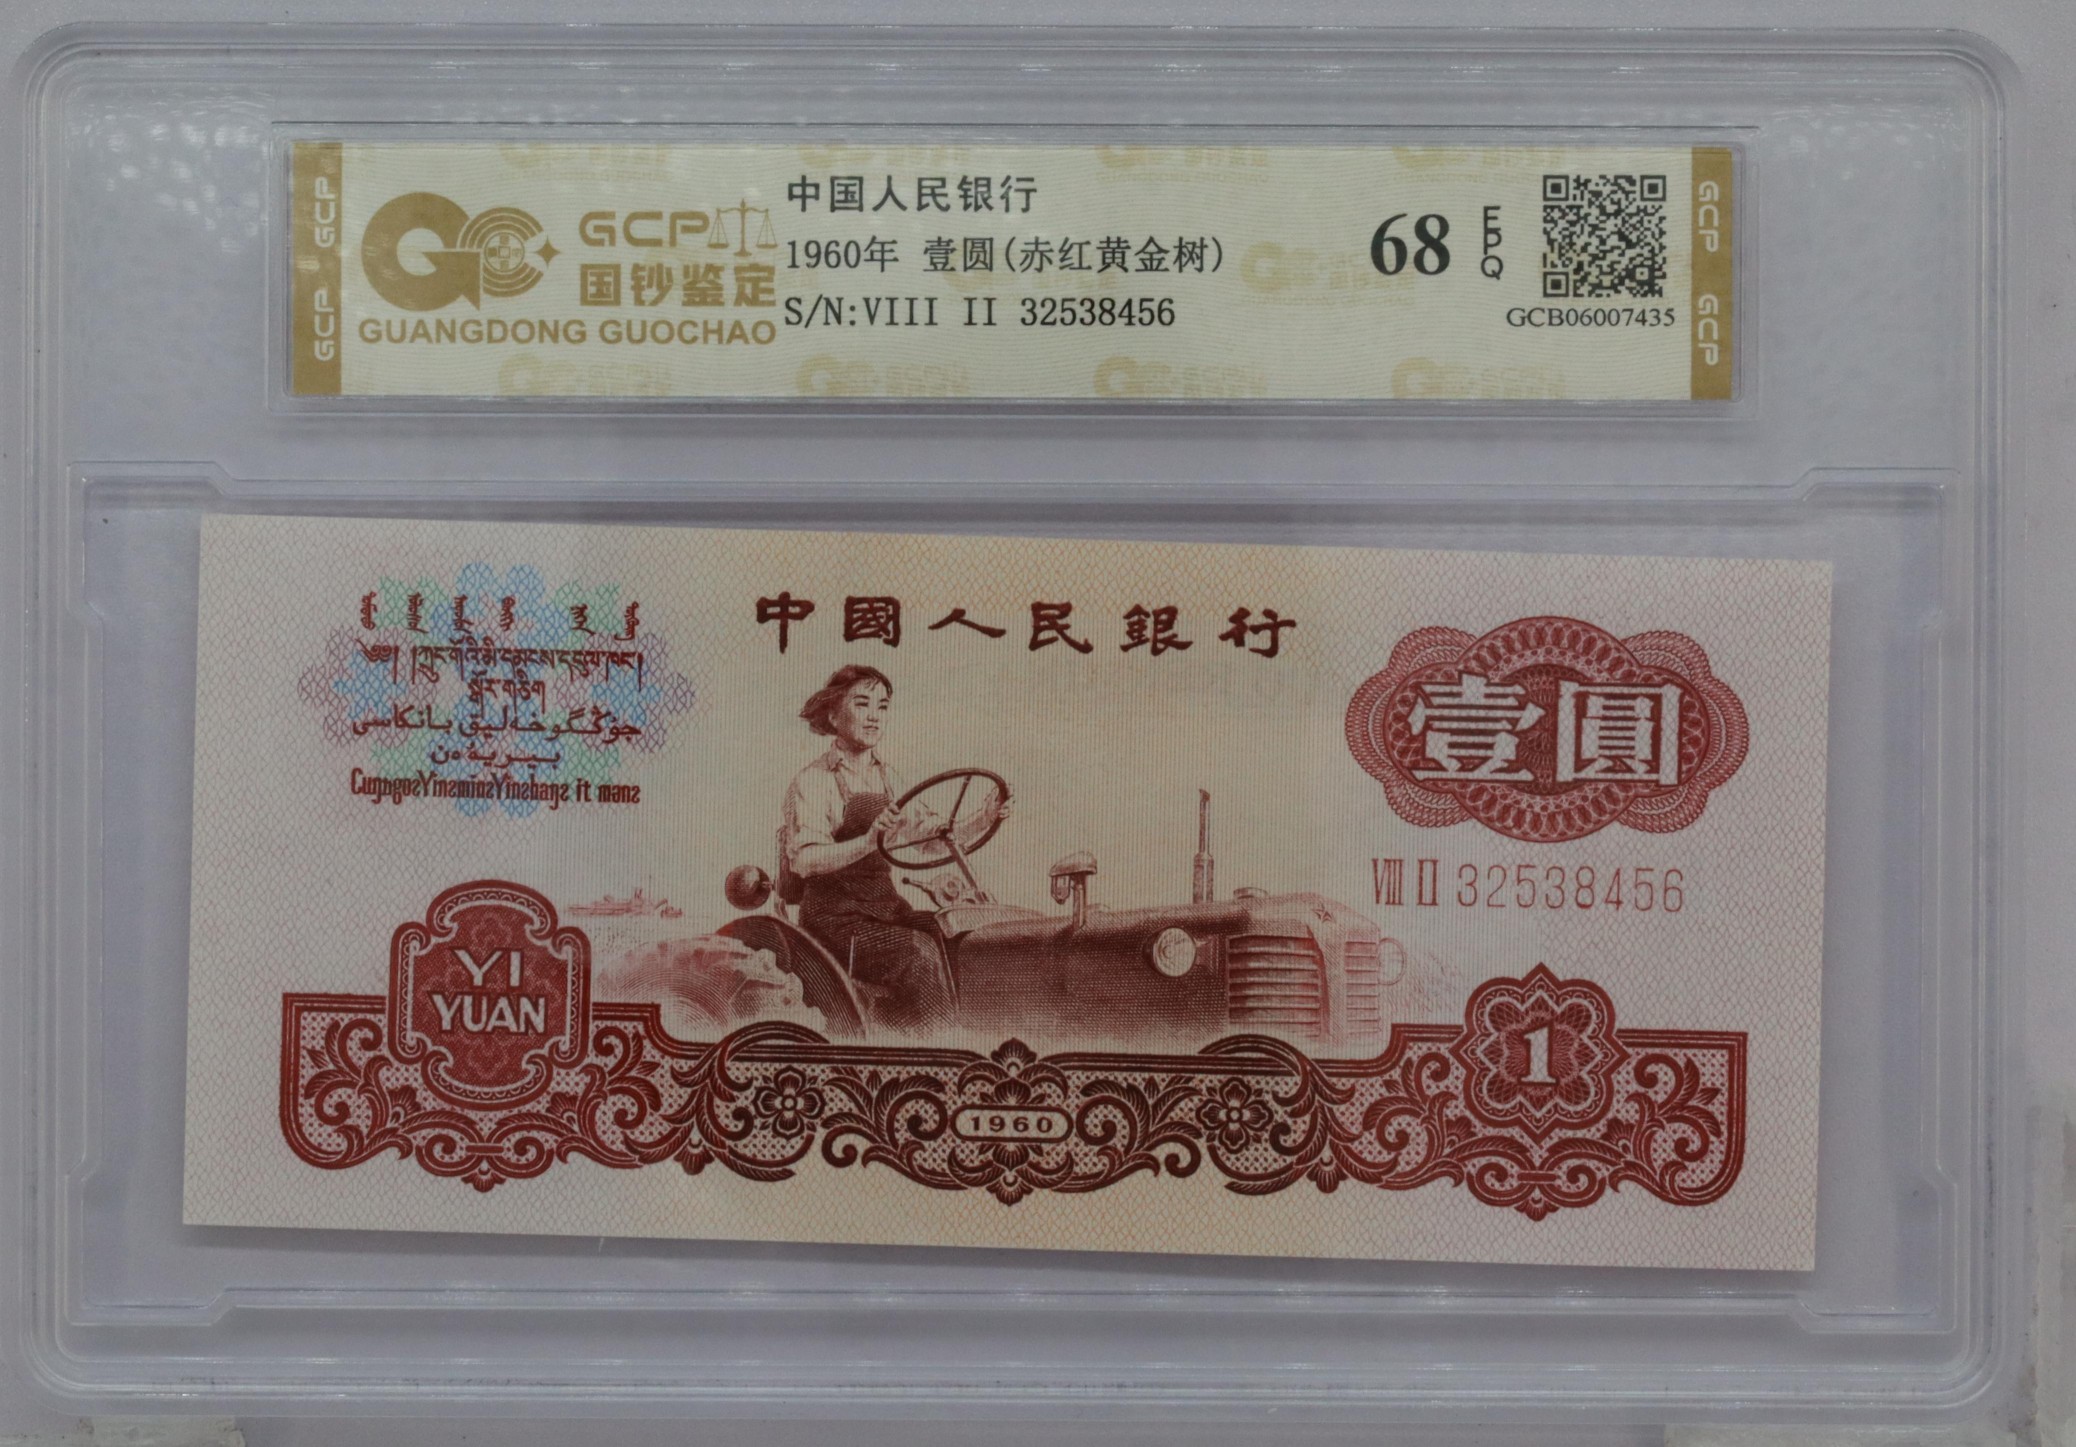 GCP
GCP
GCP
国钞鉴定
GUANGDONG GUOCHAO
中国人民银行
1960年 壹圆(赤红黄金树)
S/N:VIII II 32538456
68
EPQ
GCB06007435
GCP
GCP
中國人民銀行
壹圓
VIII II 32538456
YI
YUAN
1
1960